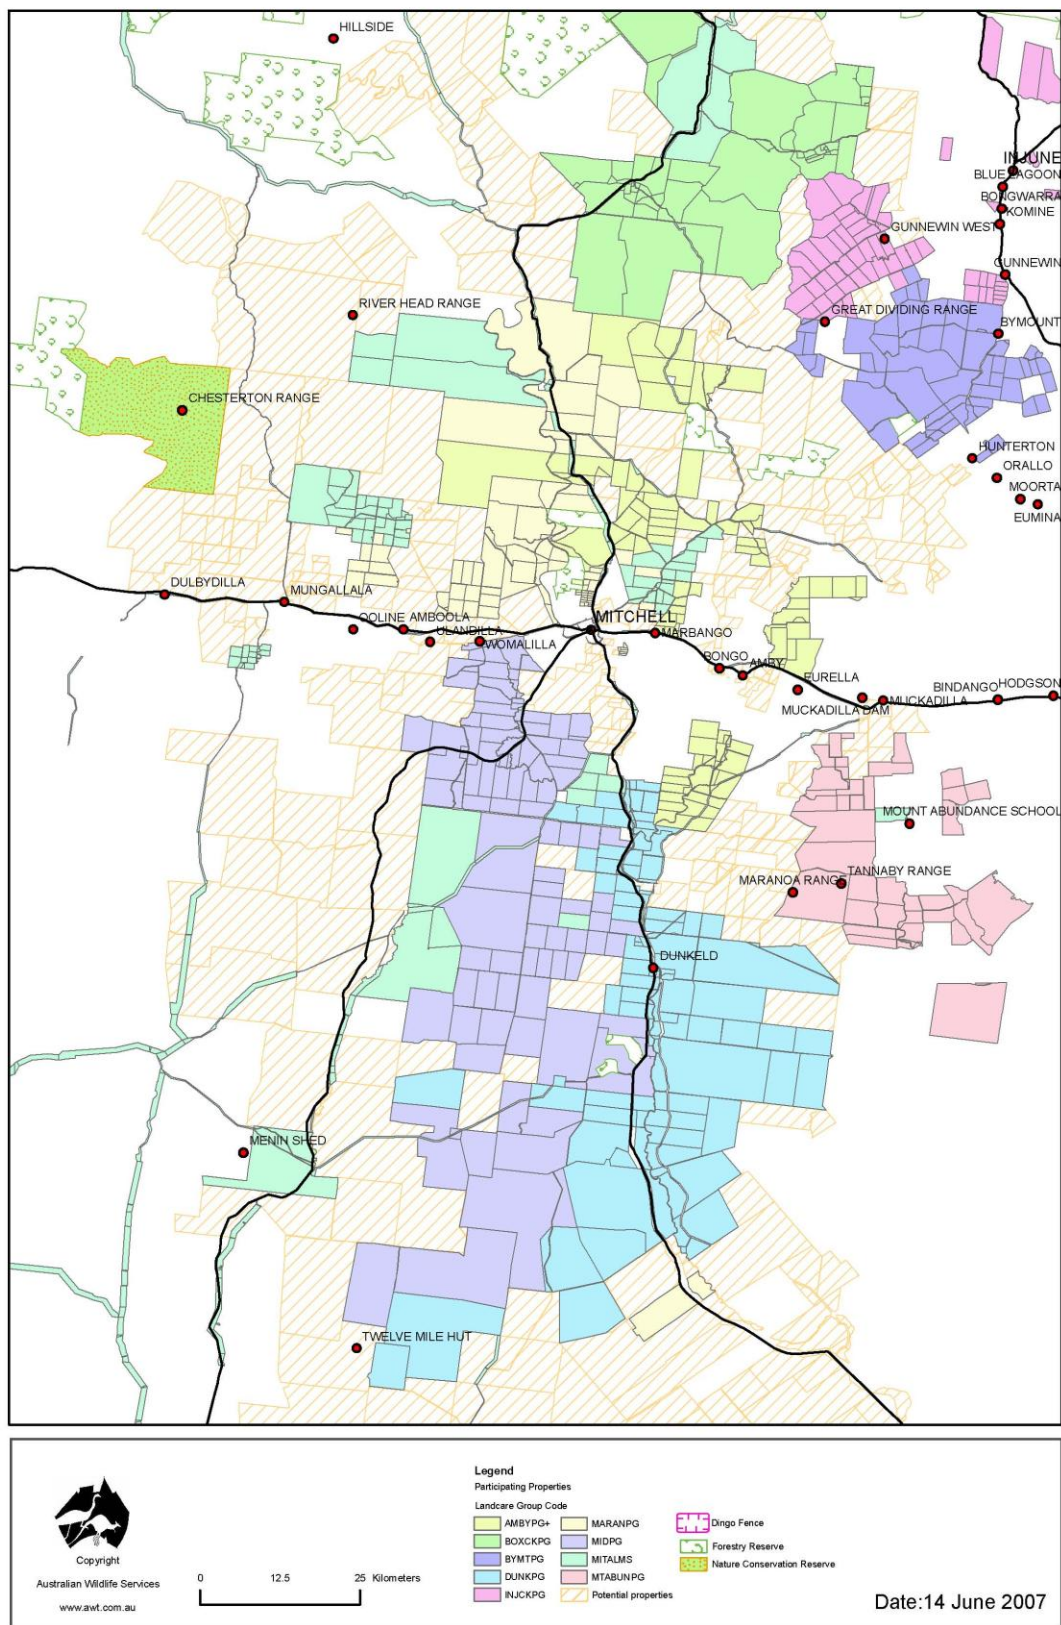 HILLSIDE
INJUNE
BLUE LAGOON
BONGWARRA
KOMINE
GUNNEWIN WEST
GUNNEWIN
RIVER HEAD RANGE
GREAT DIVIDING RANGE
BYMOUNT
CHESTERTON RANGE
HUNTERTON
ORALLO
MOORTA
EUMINA
DULBYDILLA
MUNGALLALA
OOLINE AMBOOLA
MITCHELL
ULANDILLA
WOMALILLA
MARBANGO
BONGO
AMBY
EURELLA
BINDANGO
HODGSON
MUCKADILLA
MUCKADILLA DAM
MOUNT ABUNDANCE SCHOOL
MARANOA RANGE
TANNABY RANGE
DUNKELD
MENIN SHED
TWELVE MILE HUT
Copyright
Australian Wildlife Services
www.awt.com.au
0 12.5 25 Kilometers
Legend
Participating Properties
Landcare Group Code
AMBYPG+
BOXCKPG
BYMTPG
DUNKPG
INJCKPG
MARANPG
MIDPG
MITALMS
MTABUNPG
Potential properties
Dingo Fence
Forestry Reserve
Nature Conservation Reserve
Date:14 June 2007